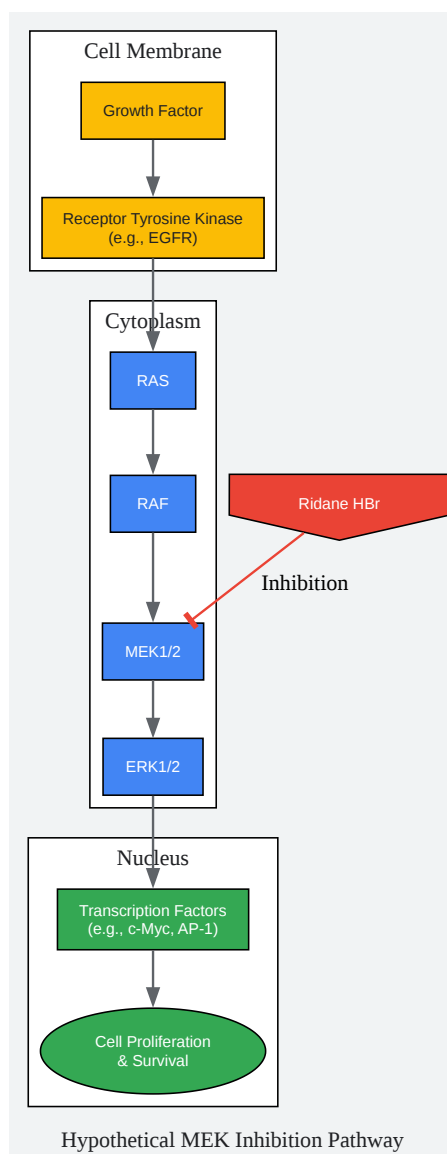 Cell Membrane
Growth Factor
Receptor Tyrosine Kinase
(e.g., EGFR)
Cytoplasm
RAS
RAF
Ridane HBr
Inhibition
MEK1/2
ERK1/2
Nucleus
Transcription Factors
(e.g., c-Myc, AP-1)
Cell Proliferation
& Survival
Hypothetical MEK Inhibition Pathway